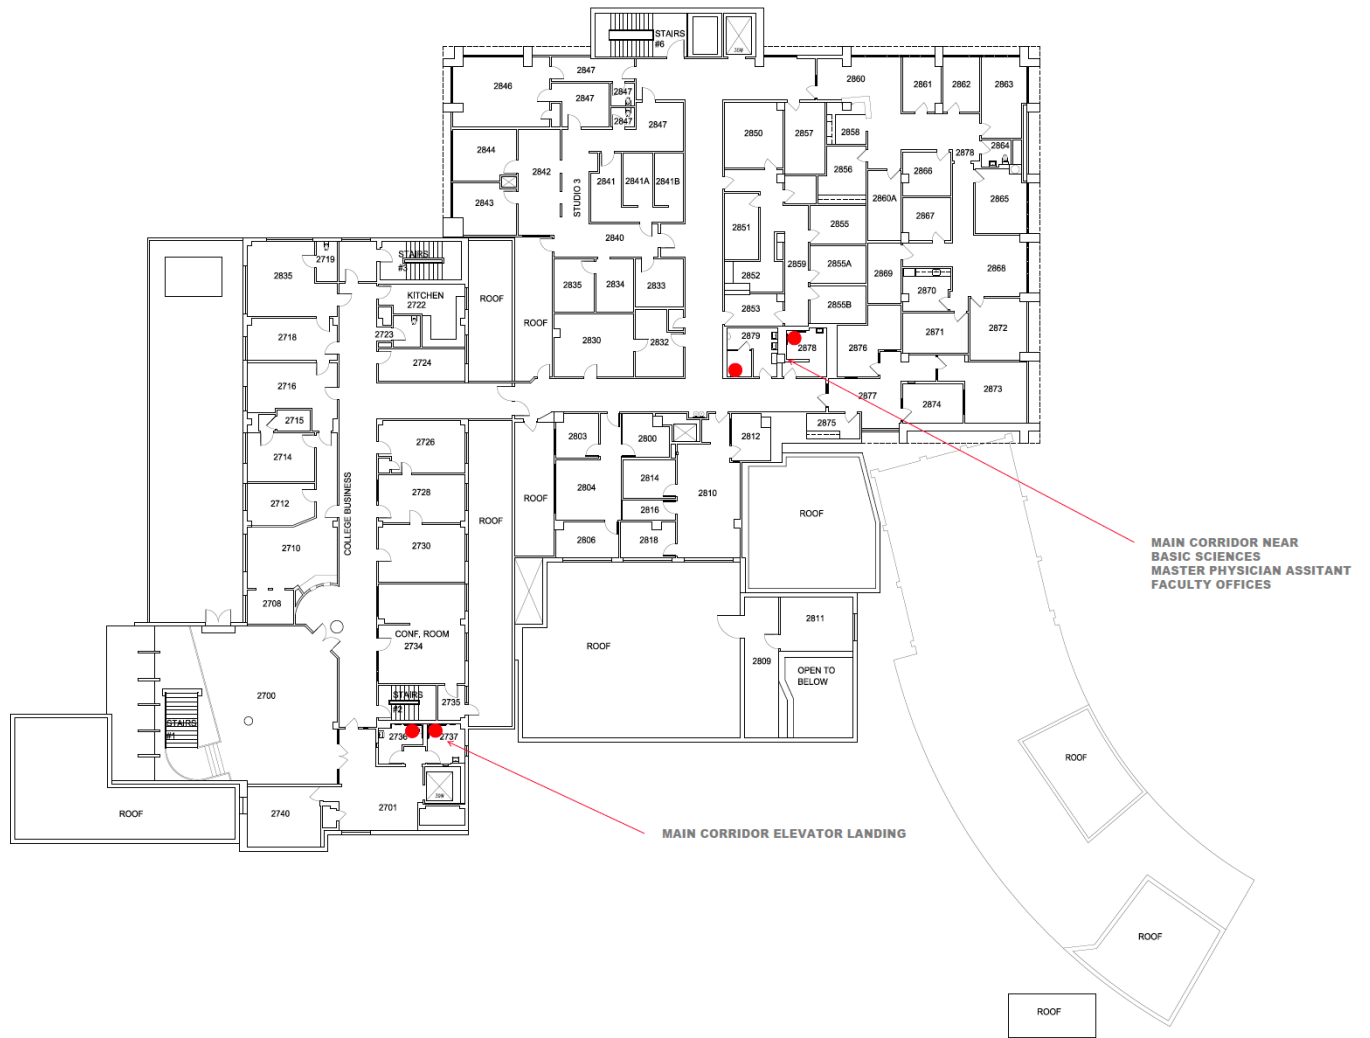 STAIRS
#6
39W
2847
2846
2847
2847
2847
2847
2860
2861
2862
2863
2850
2857
2858
2864
2878
2844
2842
2841
2841A
2841B
2856
2866
2865
2843
STUDIO 3
2860A
2867
2851
2855
2840
2859
2855A
2869
2868
2852
2870
2719
STAIRS
#3
2835
KITCHEN
2722
ROOF
2835
2834
2833
2853
2855B
2718
2723
ROOF
2830
2832
2879
2878
2876
2871
2872
2724
2716
2877
2873
2874
2715
2875
2726
2803
2800
2812
2714
2728
2804
2814
2810
2712
ROOF
ROOF
2816
ROOF
COLLEGE BUSINESS
2710
2730
2806
2818
MAIN CORRIDOR NEAR
BASIC SCIENCES
MASTER PHYSICIAN ASSITANT
FACULTY OFFICES
2708
CONF. ROOM
2734
ROOF
2811
2809
OPEN TO
BELOW
2700
STAIRS
#2
2735
STAIRS
#1
2736
2737
ROOF
39W
2701
ROOF
2740
MAIN CORRIDOR ELEVATOR LANDING
ROOF
ROOF